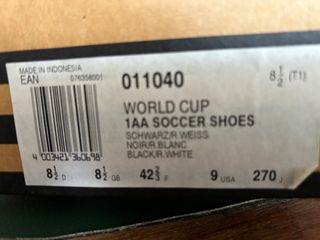 MADE IN INDONESIA
EAN 076358001
011040 8 1/2 (T1)
WORLD CUP
1AA SOCCER SHOES
SCHWARZ/R.WEISS
NOIR/R.BLANC
BLACK/R.WHITE
4 003421 360698
8 1/2 D 8 1/2 GB 42 2/3 F 9 USA 270 J